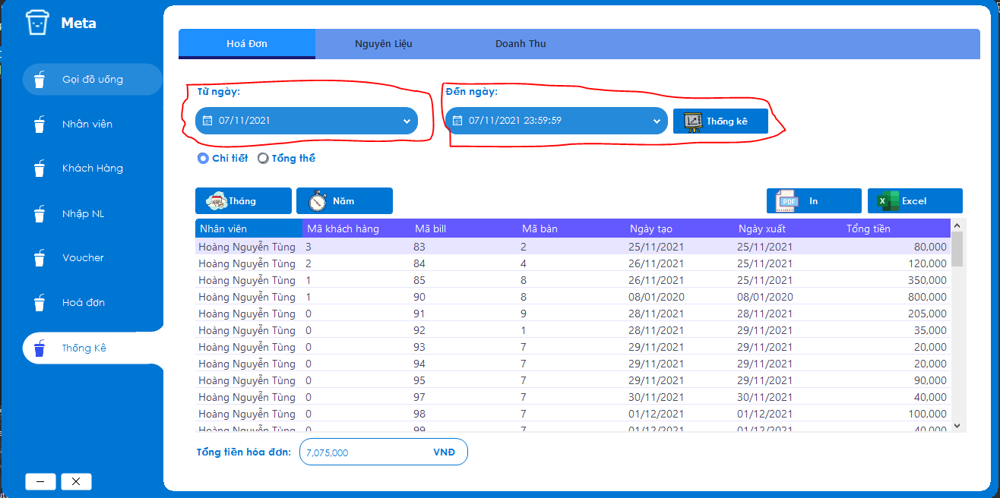 Meta
Gọi đồ uống
Nhân viên
Khách Hàng
Nhập NL
Voucher
Hoá đơn
Thống Kê
Hoá Đơn Nguyên Liệu Doanh Thu
Từ ngày: Đến ngày:
07/11/2021 07/11/2021 23:59:59 Thống kê
Chi tiết Tổng thể
Tháng Năm PDF In X Excel
Nhân viên Mã khách hàng Mã bill Mã bàn Ngày tạo Ngày xuất Tổng tiền
Hoàng Nguyễn Tùng 3 83 2 25/11/2021 25/11/2021 80,000
Hoàng Nguyễn Tùng 2 84 4 26/11/2021 25/11/2021 120,000
Hoàng Nguyễn Tùng 1 85 8 26/11/2021 25/11/2021 350,000
Hoàng Nguyễn Tùng 1 90 8 08/01/2020 08/01/2020 800,000
Hoàng Nguyễn Tùng 0 91 9 28/11/2021 28/11/2021 205,000
Hoàng Nguyễn Tùng 0 92 1 28/11/2021 29/11/2021 35,000
Hoàng Nguyễn Tùng 0 93 7 29/11/2021 29/11/2021 20,000
Hoàng Nguyễn Tùng 0 94 7 29/11/2021 29/11/2021 20,000
Hoàng Nguyễn Tùng 0 95 7 29/11/2021 29/11/2021 90,000
Hoàng Nguyễn Tùng 0 97 7 30/11/2021 30/11/2021 40,000
Hoàng Nguyễn Tùng 0 98 7 01/12/2021 01/12/2021 100,000
Hoàng Nguyễn Tùng 0 99 7 01/12/2021 01/12/2021 40,000
Tổng tiền hóa đơn: 7,075,000 VNĐ